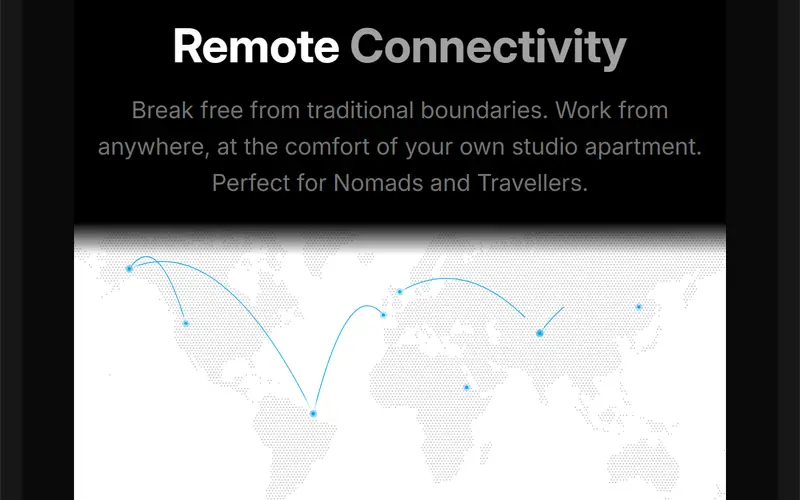 Remote Connectivity
Break free from traditional boundaries. Work from
anywhere, at the comfort of your own studio apartment.
Perfect for Nomads and Travellers.